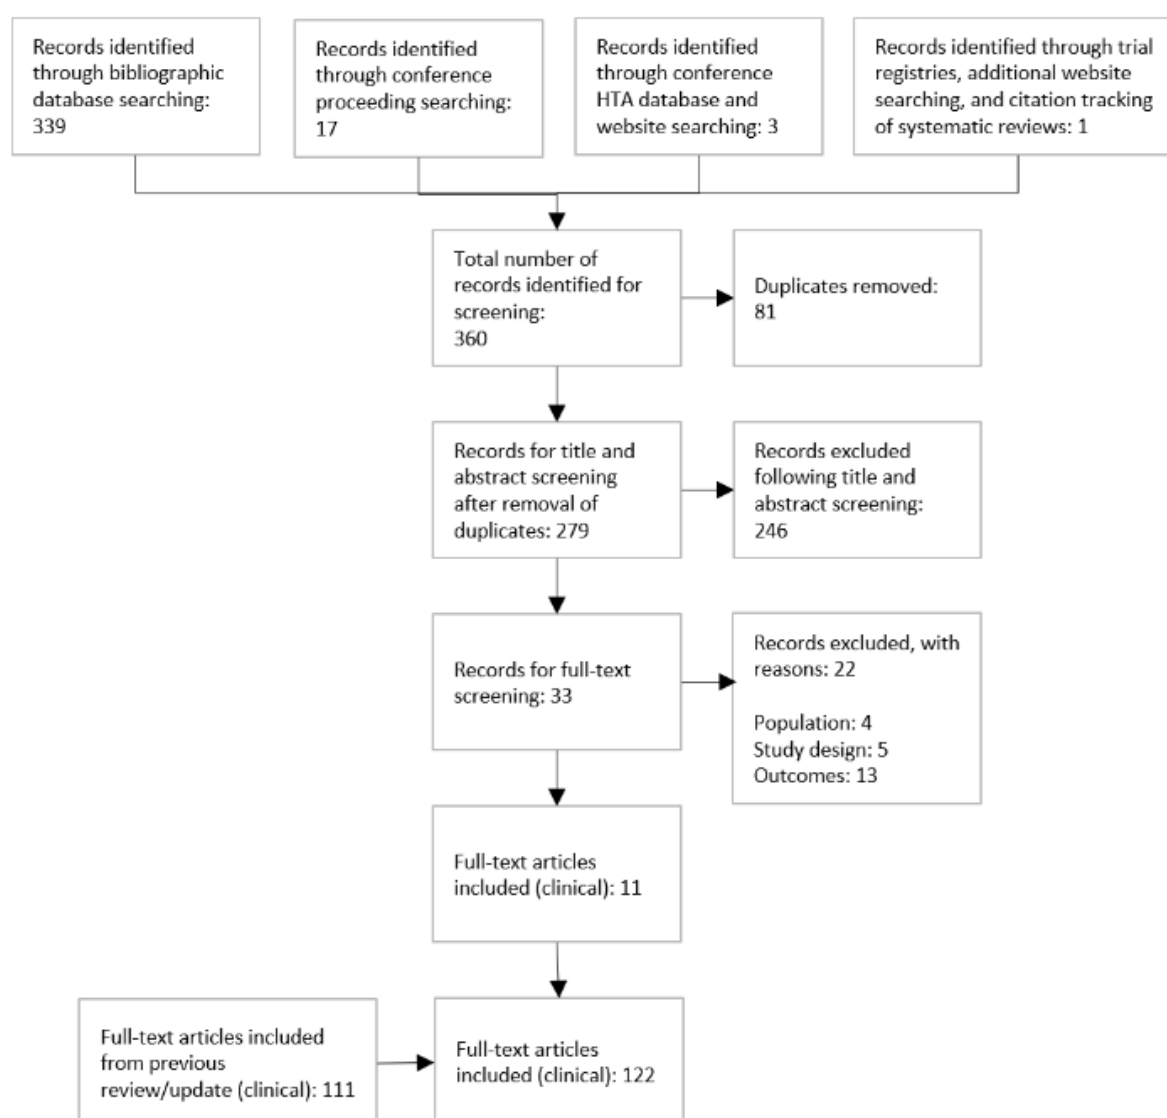 Records identified
through bibliographic
database searching:
339
Records identified
through conference
proceeding searching:
17
Records identified
through conference
HTA database and
website searching: 3
Records identified through trial
registries, additional website
searching, and citation tracking
of systematic reviews: 1
Total number of
records identified for
screening:
360
Duplicates removed:
81
Records for title and
abstract screening
after removal of
duplicates: 279
Records excluded
following title and
abstract screening:
246
Records for full-text
screening: 33
Records excluded, with
reasons: 22
Population: 4
Study design: 5
Outcomes: 13
Full-text articles
included (clinical): 11
Full-text articles included
from previous
review/update (clinical): 111
Full-text articles
included (clinical): 122